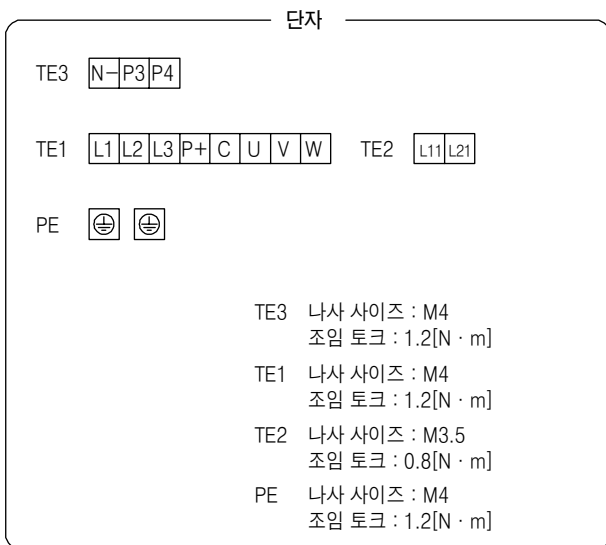 단자
TE3 N-P3 P4
TE1 L1 L2 L3 P+ C U V W TE2 L11 L21
PE
TE3 나사 사이즈 : M4
조임 토크 : 1.2[N · m]
TE1 나사 사이즈 : M4
조임 토크 : 1.2[N · m]
TE2 나사 사이즈 : M3.5
조임 토크 : 0.8[N · m]
PE 나사 사이즈 : M4
조임 토크 : 1.2[N · m]